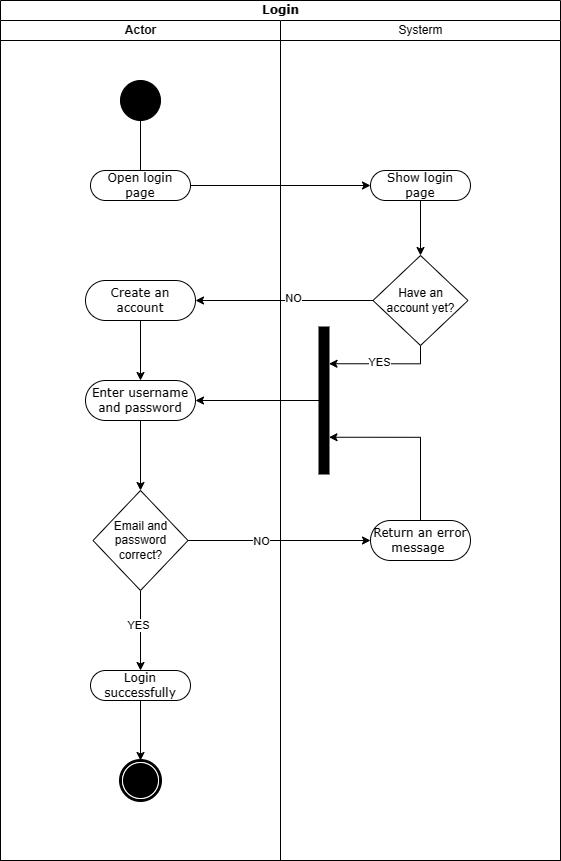 Login
Actor
Systerm
Open login
page
Show login
page
Have an
account yet?
NO
Create an
account
YES
Enter username
and password
Email and
password
correct?
NO
Return an error
message
YES
Login
successfully